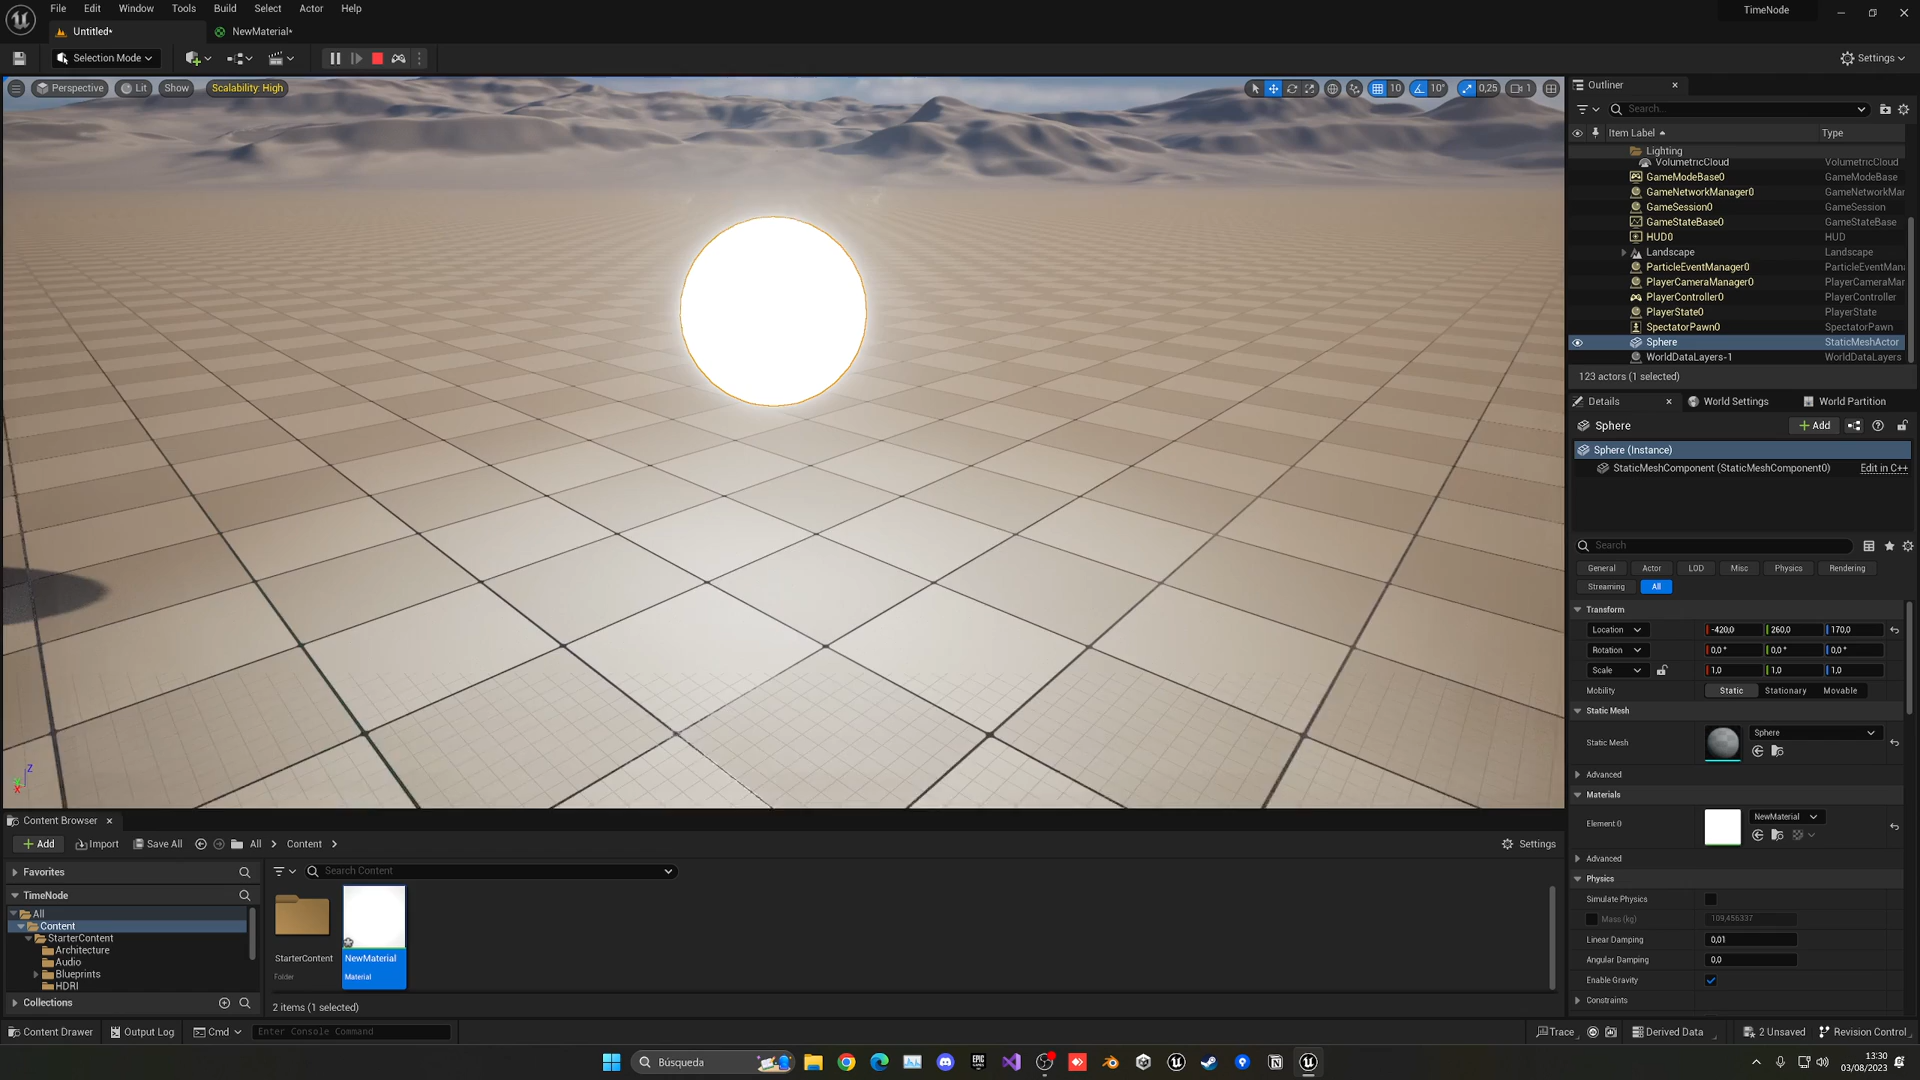 File Edit Window Tools Build Select Actor Help
TimeNode
Untitled*
NewMaterial*
Selection Mode
Settings
Perspective Lit Show Scalability: High
10 10° 0,25 1
Outliner
Search...
Item Label Type
Lighting
VolumetricCloud VolumetricCloud
GameModeBase0 GameModeBase
GameNetworkManager0 GameNetworkMar
GameSession0 GameSession
GameStateBase0 GameStateBase
HUD0 HUD
Landscape Landscape
ParticleEventManager0 ParticleEventMan
PlayerCameraManager0 PlayerCameraMar
PlayerController0 PlayerController
PlayerState0 PlayerState
SpectatorPawn0 SpectatorPawn
Sphere StaticMeshActor
WorldDataLayers-1 WorldDataLayers
123 actors (1 selected)
Details World Settings World Partition
Sphere
Add
Sphere (Instance)
StaticMeshComponent (StaticMeshComponent0) Edit in C++
Search
General Actor LOD Misc Physics Rendering
Streaming All
Transform
Location -420,0 260,0 170,0
Rotation 0,0 ° 0,0 ° 0,0 °
Scale 1,0 1,0 1,0
Mobility Static Stationary Movable
Static Mesh
Static Mesh Sphere
Advanced
Materials
Element 0 NewMaterial
Advanced
Physics
Simulate Physics
Mass (kg) 109,456337
Linear Damping 0,01
Angular Damping 0,0
Enable Gravity
Constraints
Z
X
Content Browser
Add Import Save All All Content Settings
Favorites
Search Content
TimeNode
All
Content
StarterContent
Architecture
Audio
Blueprints
HDRI
Collections
StarterContent
Folder
NewMaterial
Material
2 items (1 selected)
Content Drawer Output Log Cmd Enter Console Command
Trace Derived Data 2 Unsaved Revision Control
Búsqueda
EPIC
13:30
03/08/2023